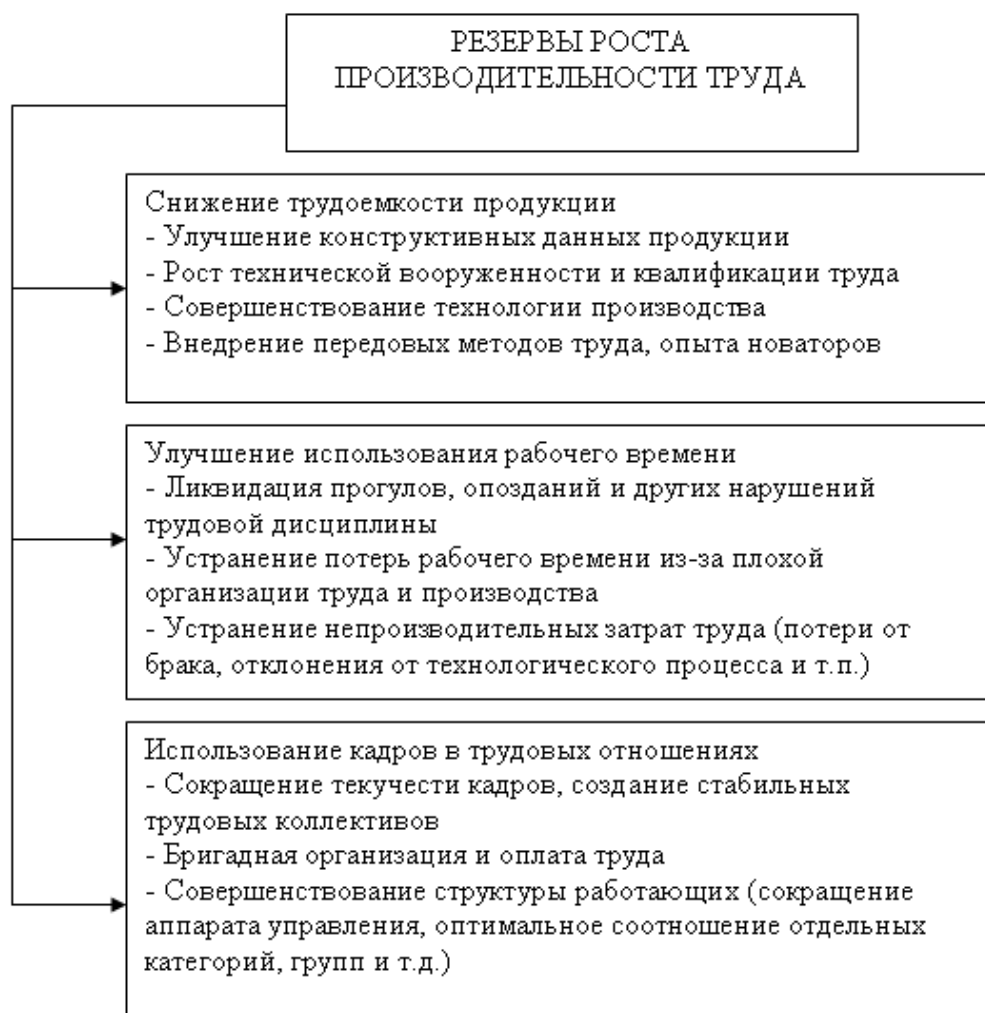 РЕЗЕРВЫ РОСТА
ПРОИЗВОДИТЕЛЬНОСТИ ТРУДА
Снижение трудоемкости продукции
- Улучшение конструктивных данных продукции
- Рост технической вооруженности и квалификации труда
- Совершенствование технологии производства
- Внедрение передовых методов труда, опыта новаторов
Улучшение использования рабочего времени
- Ликвидация прогулов, опозданий и других нарушений
трудовой дисциплины
- Устранение потерь рабочего времени из-за плохой
организации труда и производства
- Устранение непроизводительных затрат труда (потери от
брака, отклонения от технологического процесса и т.п.)
Использование кадров в трудовых отношениях
- Сокращение текучести кадров, создание стабильных
трудовых коллективов
- Бригадная организация и оплата труда
- Совершенствование структуры работающих (сокращение
аппарата управления, оптимальное соотношение отдельных
категорий, групп и т.д.)